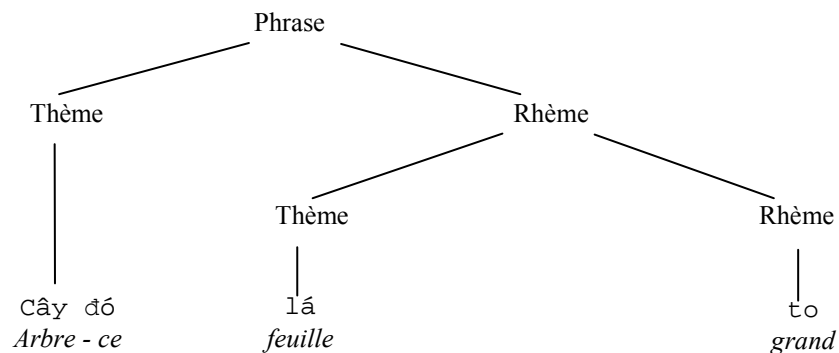 Phrase
Thème Rhème
Thème Rhème
Cây đó lá to
Arbre - ce feuille grand